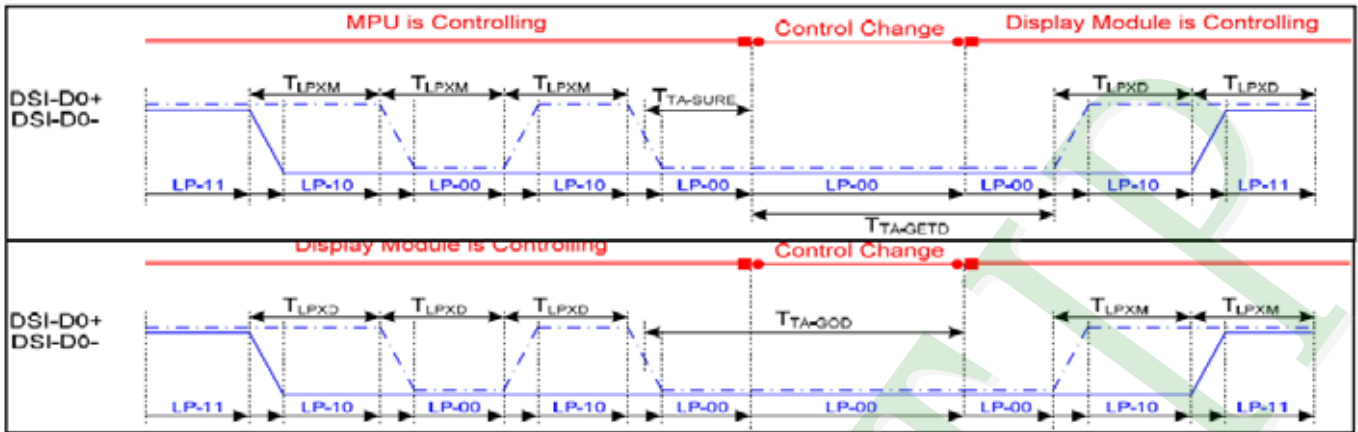 MPU is Controlling Control Change Display Module is Controlling
TLPXM TLPXM TLPXM TTA-SURE TLPXD TLPXD
DSI-D0+
DSI-D0-
LP-11 LP-10 LP-00 LP-10 LP-00 LP-00 LP-00 LP-10 LP-11
TTA-GETD
Display Module is Controlling Control Change
TLPXD TLPXD TLPXD TTA-GOD TLPXM TLPXM
DSI-D0+
DSI-D0-
LP-11 LP-10 LP-00 LP-10 LP-00 LP-00 LP-00 LP-10 LP-11